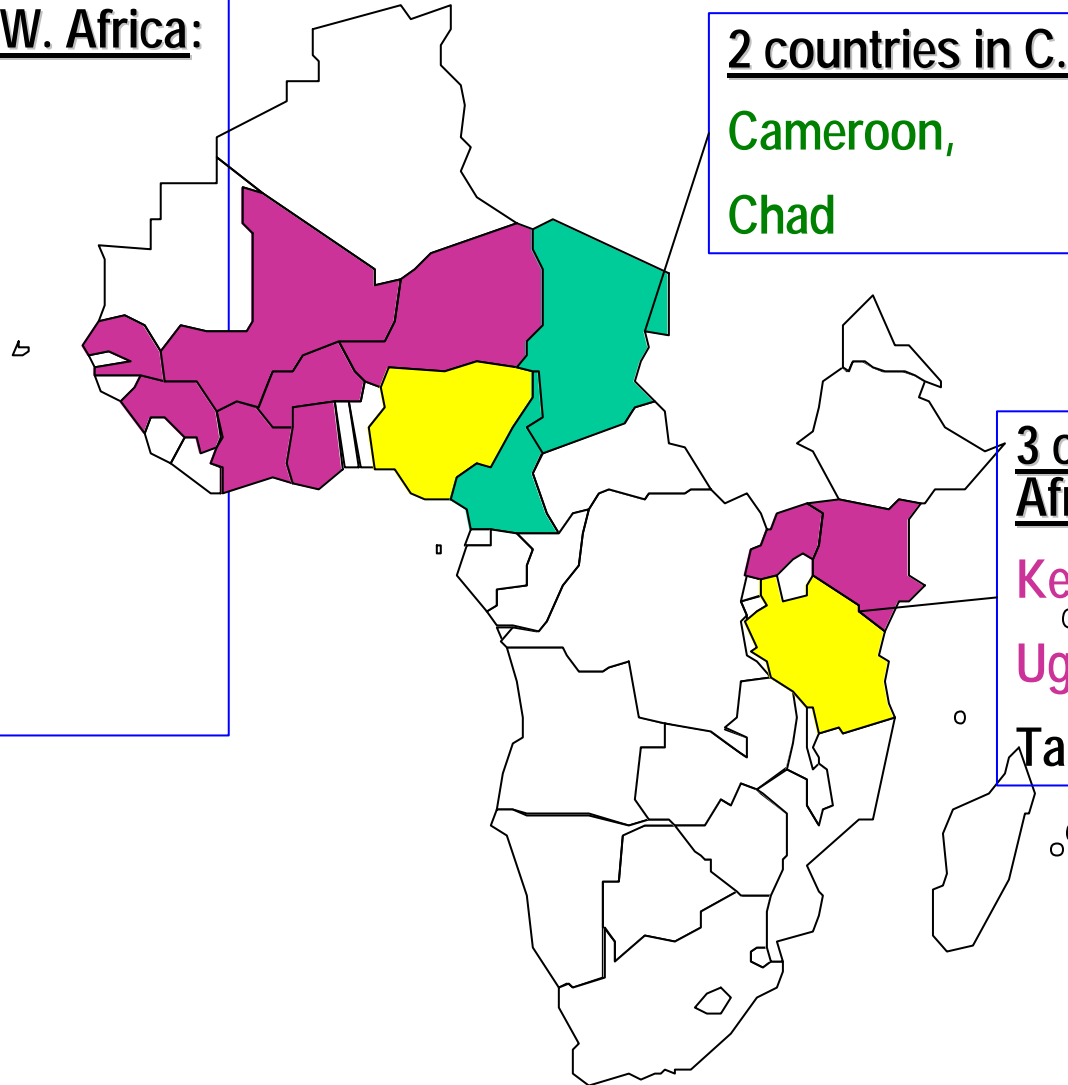 W. Africa:
2 countries in C.
Cameroon,
Chad
3 c
Afr
Ke
Ug
Ta